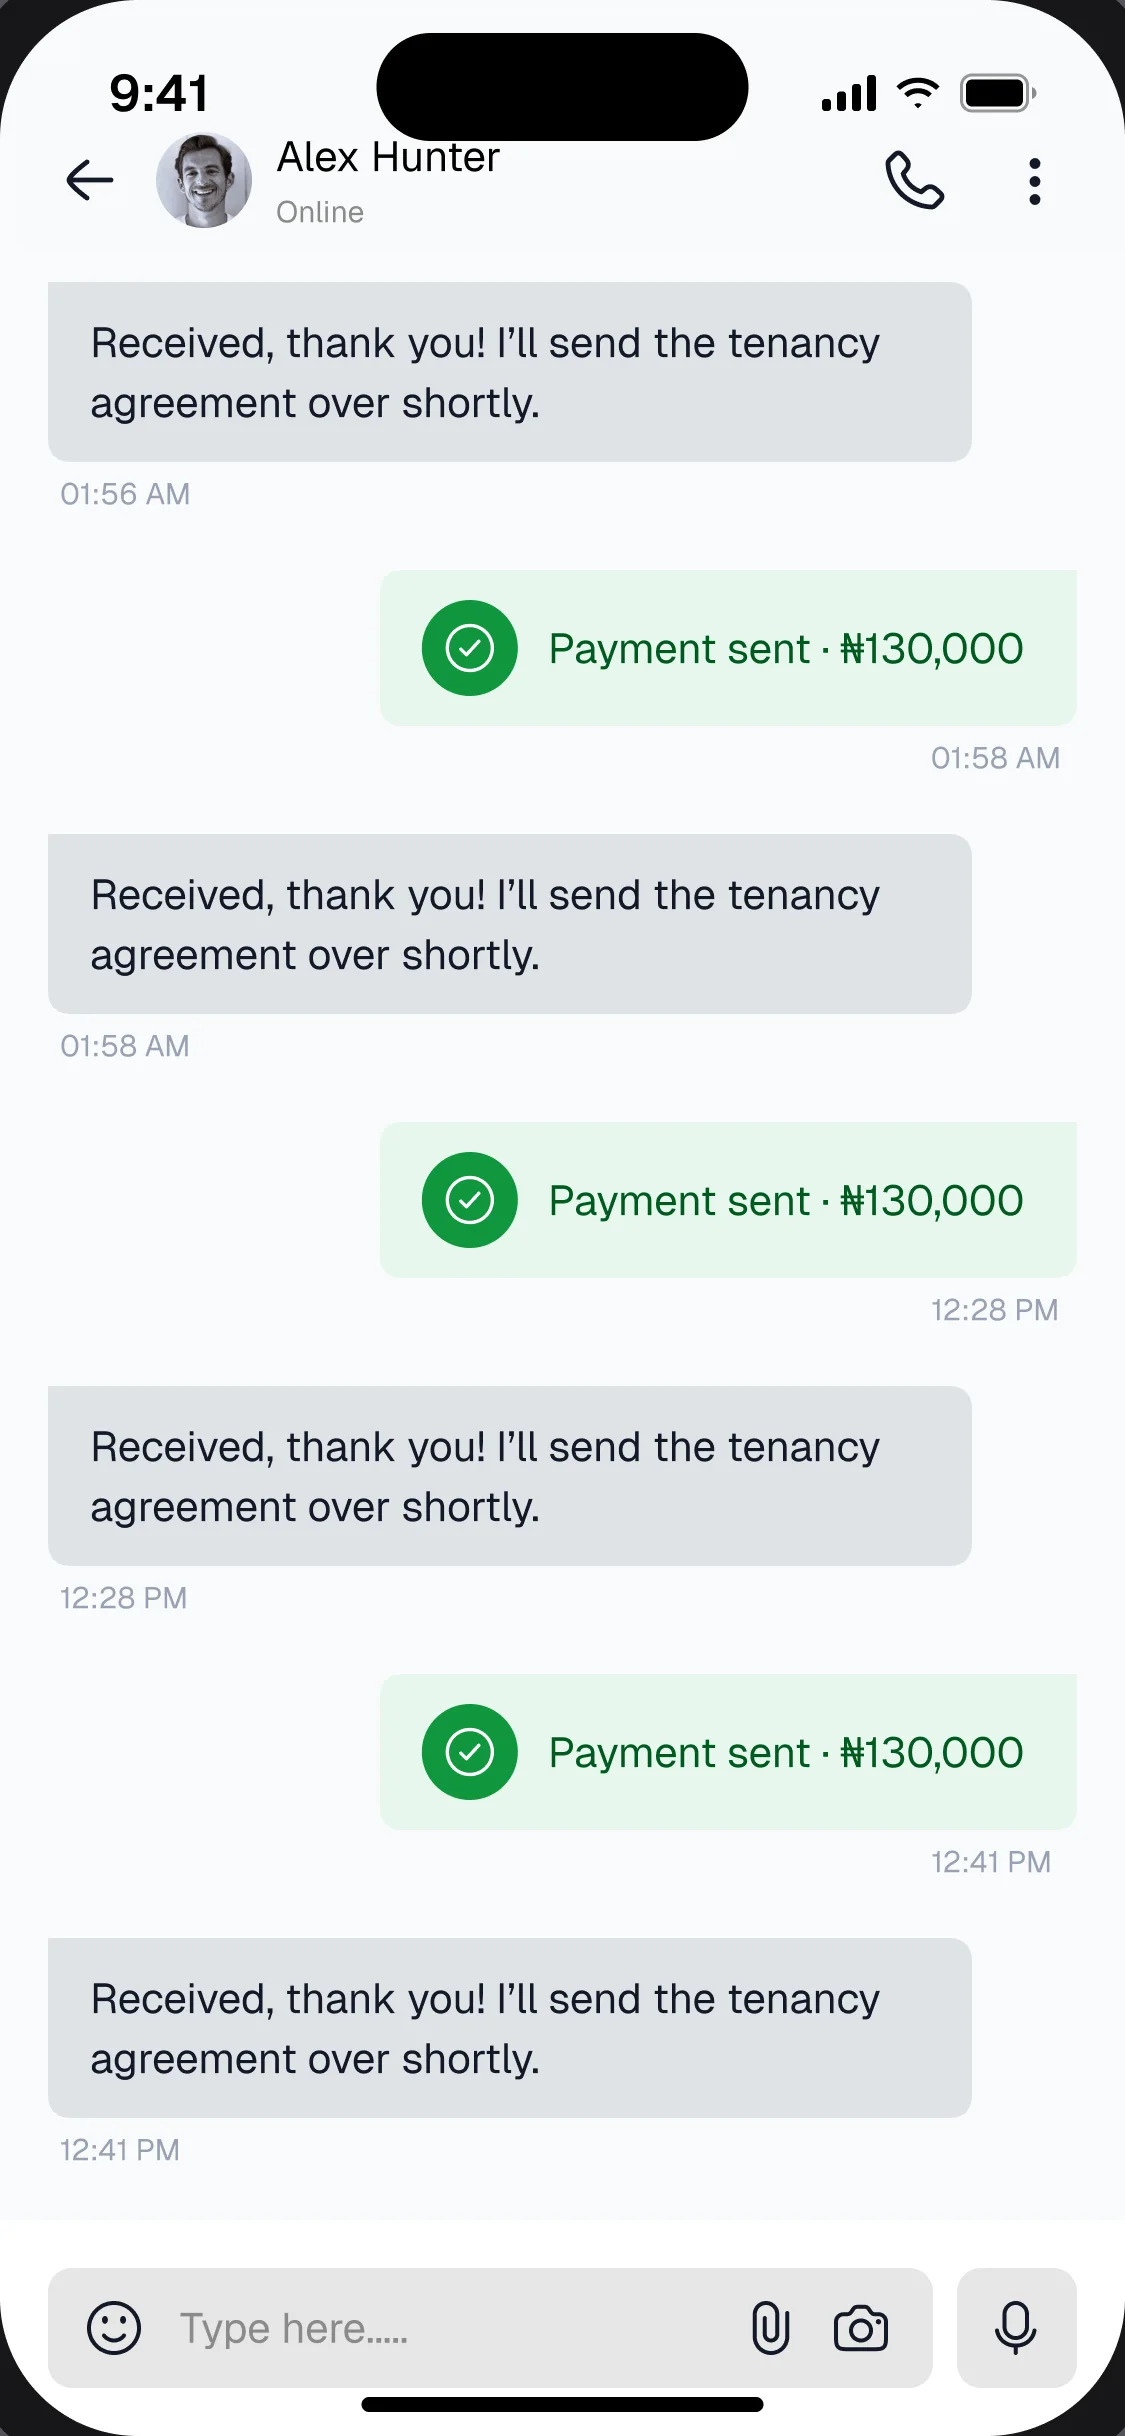 9:41
Alex Hunter
Online
Received, thank you! I’ll send the tenancy
agreement over shortly.
01:56 AM
Payment sent · ₦130,000
01:58 AM
Received, thank you! I’ll send the tenancy
agreement over shortly.
01:58 AM
Payment sent · ₦130,000
12:28 PM
Received, thank you! I’ll send the tenancy
agreement over shortly.
12:28 PM
Payment sent · ₦130,000
12:41 PM
Received, thank you! I’ll send the tenancy
agreement over shortly.
12:41 PM
Type here.....